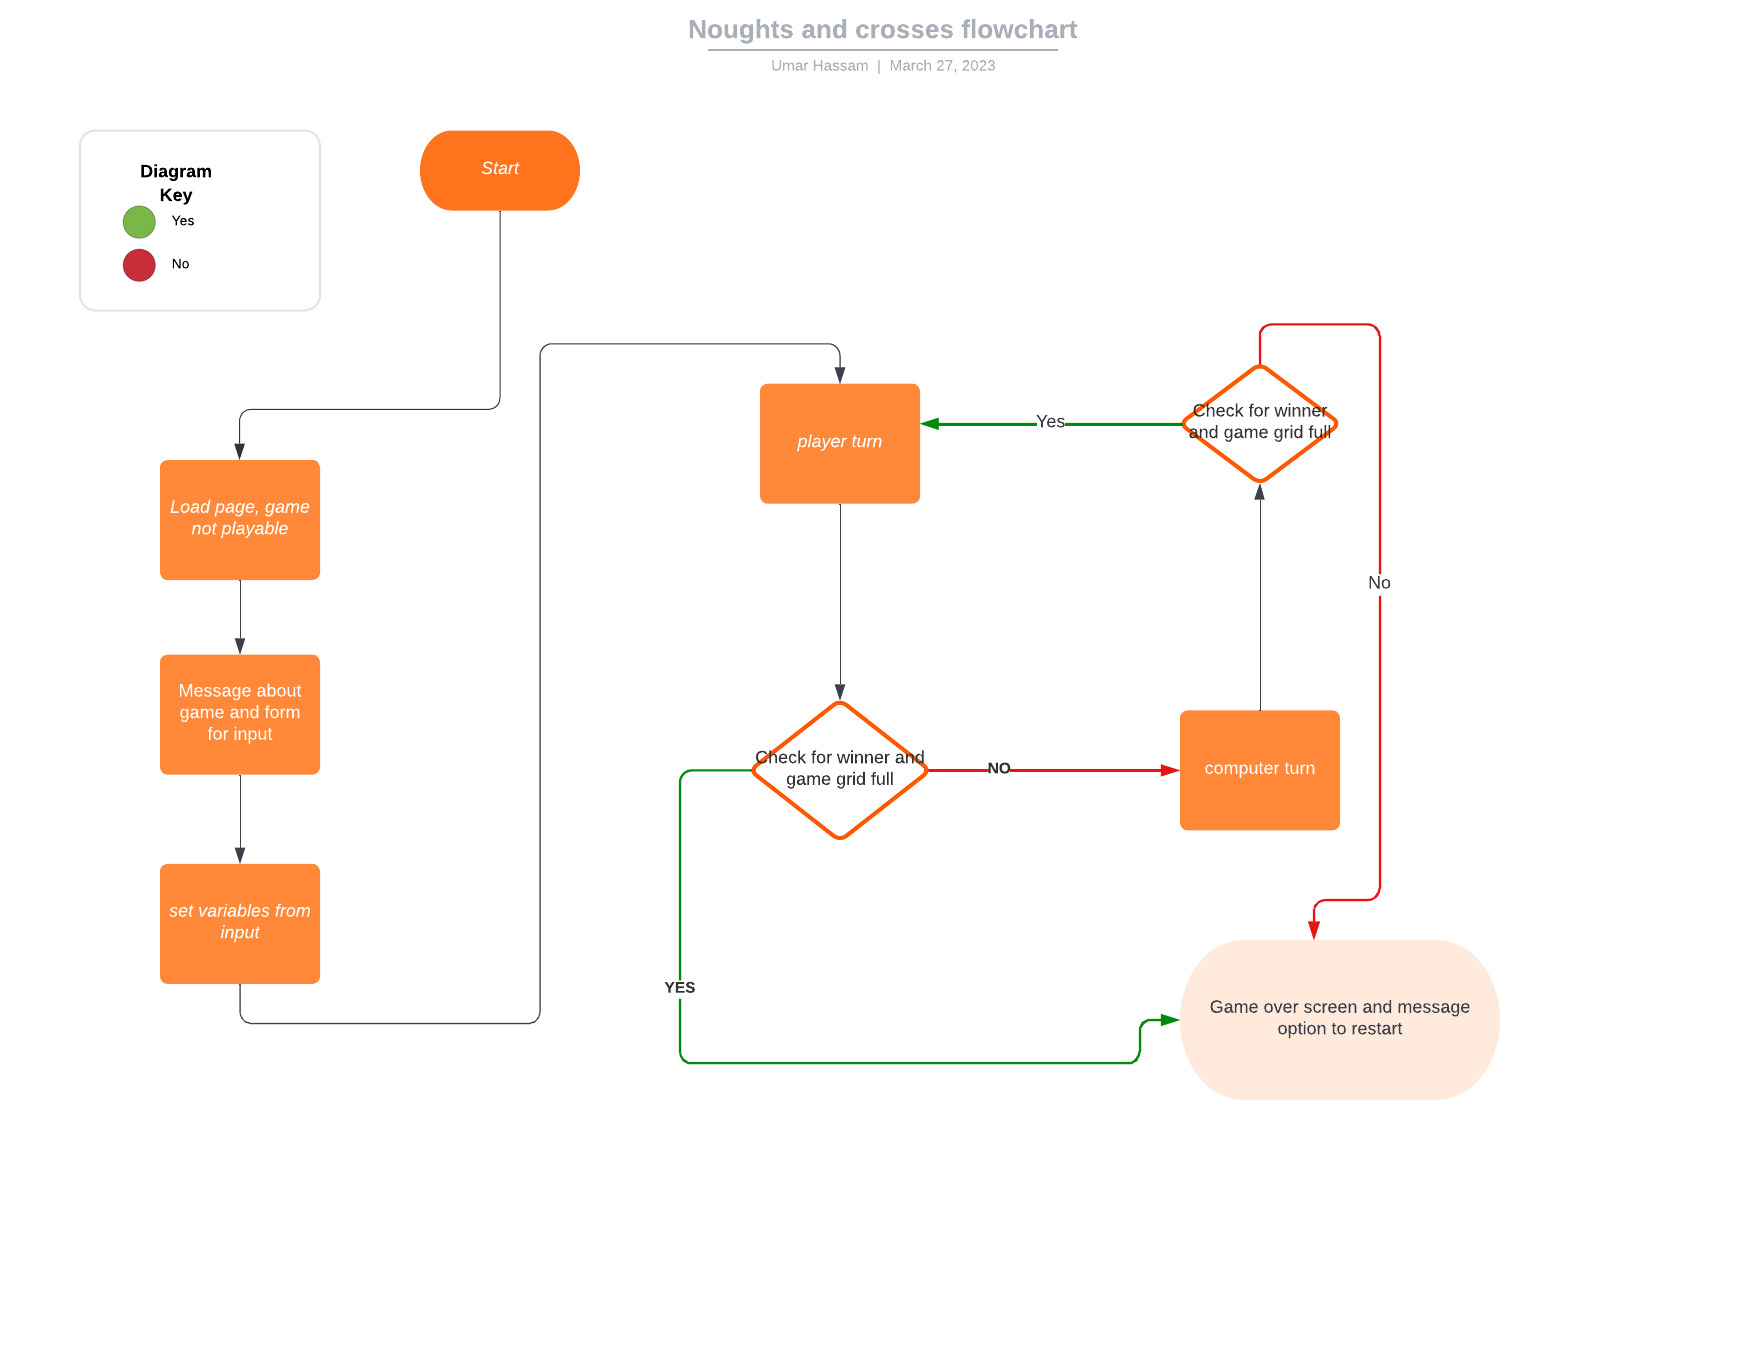 Noughts and crosses flowchart
Umar Hassam | March 27, 2023
Diagram
Key
Yes
No
Start
Load page, game
not playable
Message about
game and form
for input
set variables from
input
player turn
Yes
Check for winner
and game grid full
No
Check for winner and
game grid full
NO
computer turn
YES
Game over screen and message
option to restart